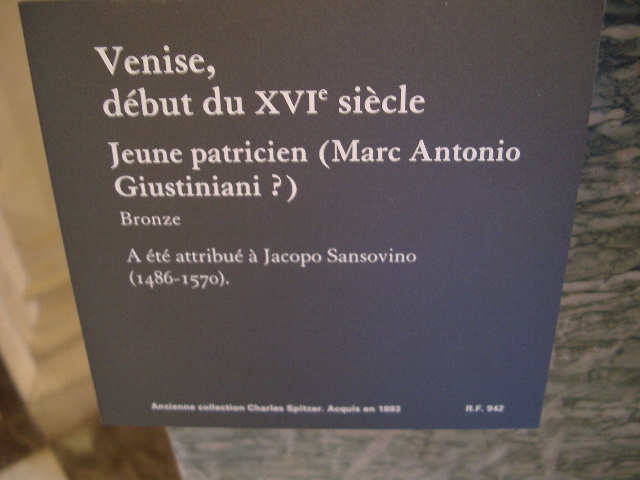 Venise,
début du XVIe siècle
Jeune patricien (Marc Antonio
Giustiniani ?)
Bronze
A été attribué à Jacopo Sansovino
(1486-1570).
Ancienne collection Charles Spitzer. Acquis en 1893 R.F. 942